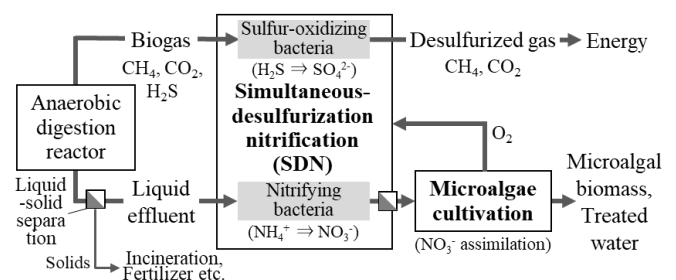 Biogas
CH₄, CO₂,
H₂S
Sulfur-oxidizing
bacteria
(H₂S ⇒ SO₄²⁻)
Desulfurized gas
CH₄, CO₂
Energy
Anaerobic
digestion
reactor
Simultaneous-
desulfurization
nitrification
(SDN)
O₂
Liquid
-solid
separa
tion
Liquid
effluent
Nitrifying
bacteria
(NH₄⁺ ⇒ NO₃⁻)
Microalgae
cultivation
(NO₃⁻ assimilation)
Microalgal
biomass,
Treated
water
Solids
Incineration,
Fertilizer etc.